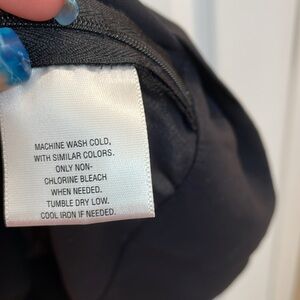 MACHINE WASH COLD,
WITH SIMILAR COLORS.
ONLY NON-
CHLORINE BLEACH
WHEN NEEDED.
TUMBLE DRY LOW.
COOL IRON IF NEEDED.